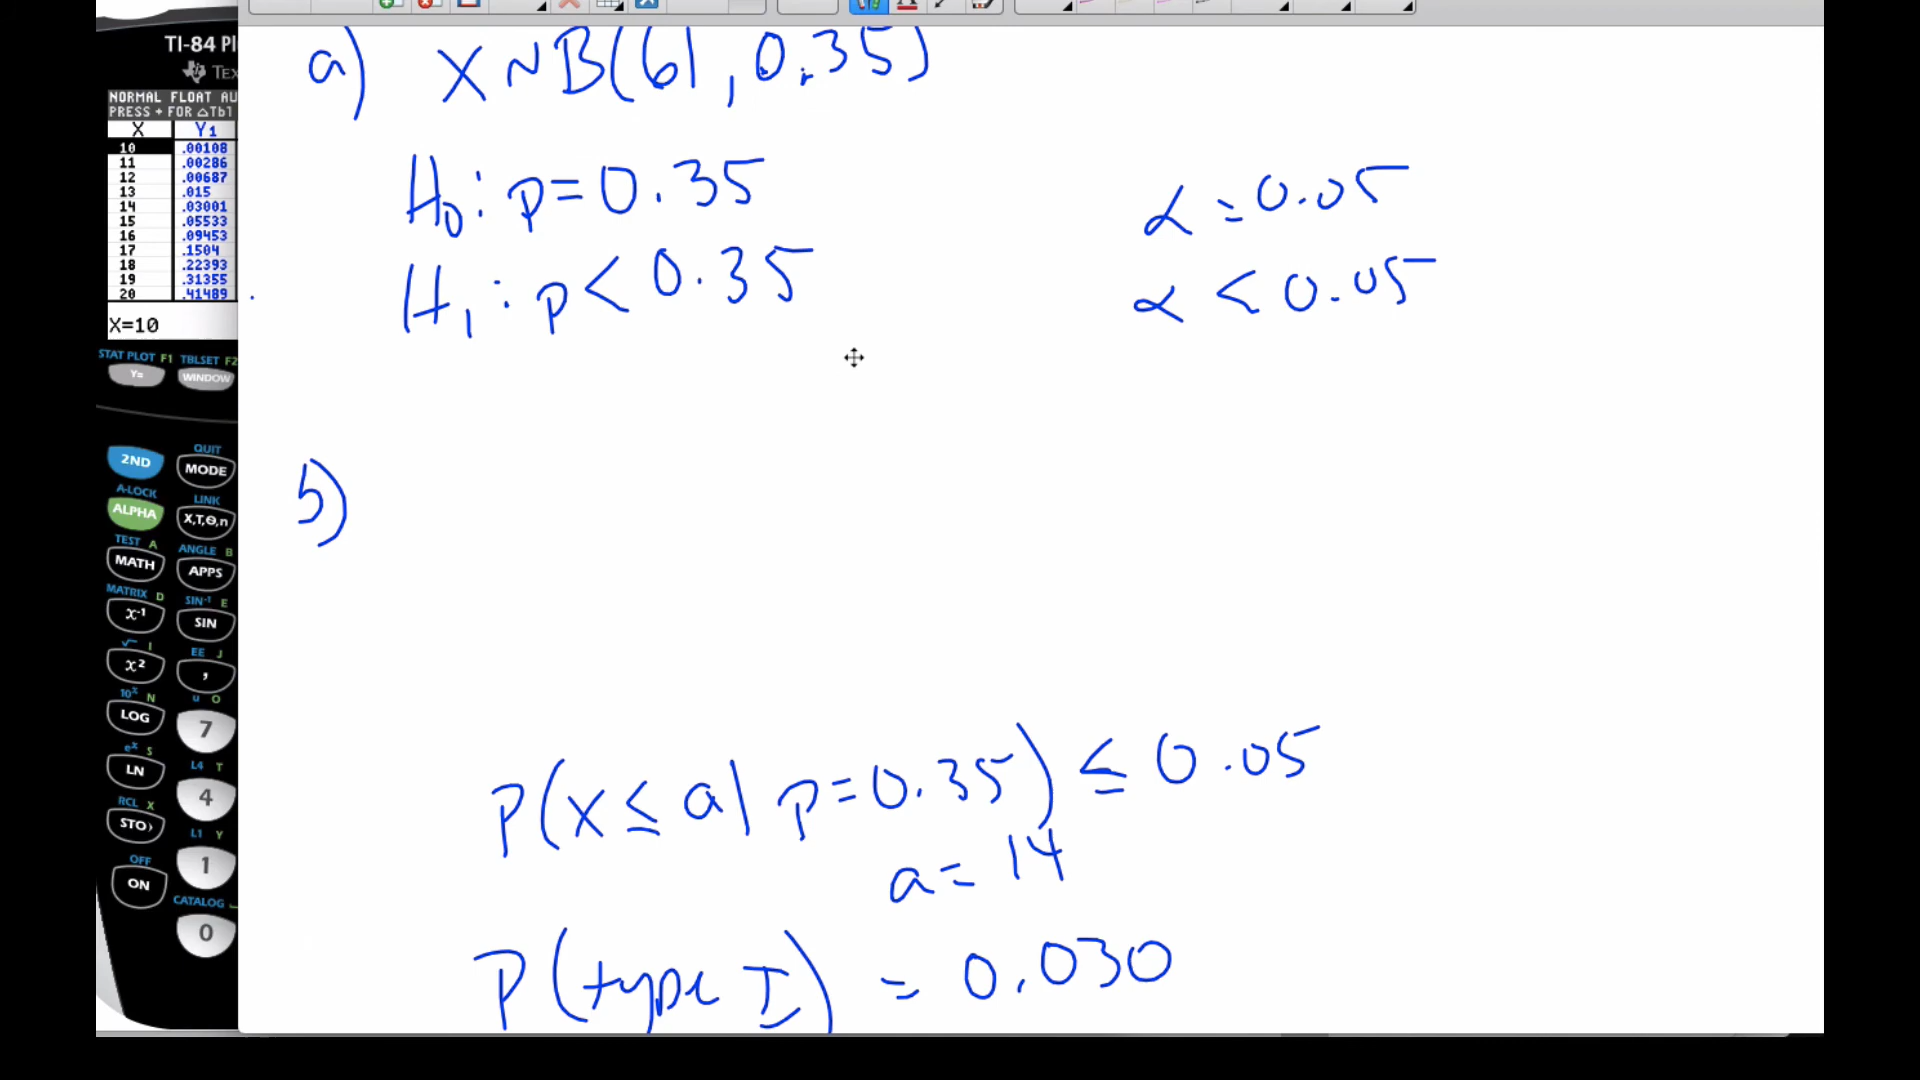 TI-84 Pl
Tex
NORMAL FLOAT AU
PRESS + FOR △Tbl
X Y1
10 .00108
11 .00286
12 .00687
13 .015
14 .03001
15 .05533
16 .09453
17 .1504
18 .22393
19 .31355
20 .41489
X=10
STAT PLOT F1 TBLSET F2
Y= WINDOW
QUIT
2ND MODE
A-LOCK LINK
ALPHA X,T,Θ,n
TEST A ANGLE B
MATH APPS
MATRIX D SIN⁻¹ E
x⁻¹ SIN
√ I EE J
x² ,
10ˣ N u O
LOG 7
eˣ S L4 T
LN 4
RCL X L1 Y
STO› 1
OFF CATALOG
ON 0
a) X~B(61, 0.35)
H₀: p=0.35
α = 0.05
H₁: p<0.35
α < 0.05
b)
P(x≤a| p=0.35) ≤ 0.05
a= 14
P(type I) = 0.030